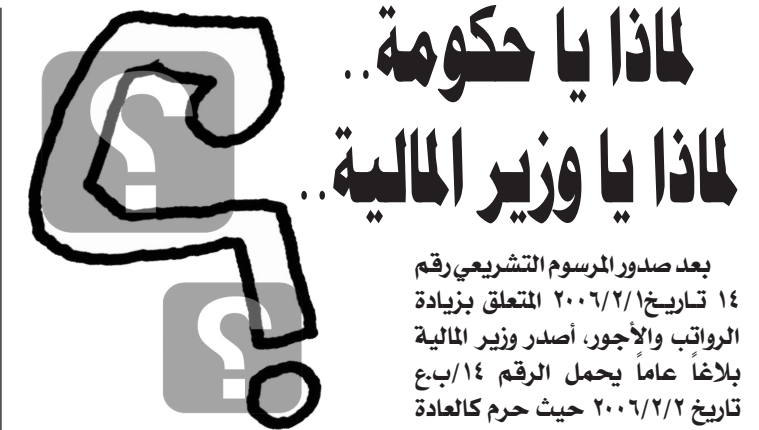 لماذا يا حكومة..
لماذا يا وزير المالية..
بعد صدور المرسوم التشريعي رقم
١٤ تاريخ ٢٠٠٦/٢/١ المتعلق بزيادة
الرواتب والأجور، أصدر وزير المالية
بلاغاً عاماً يحمل الرقم ١٤/ب.ع
تاريخ ٢٠٠٦/٢/٢ حيث حرم كالعادة